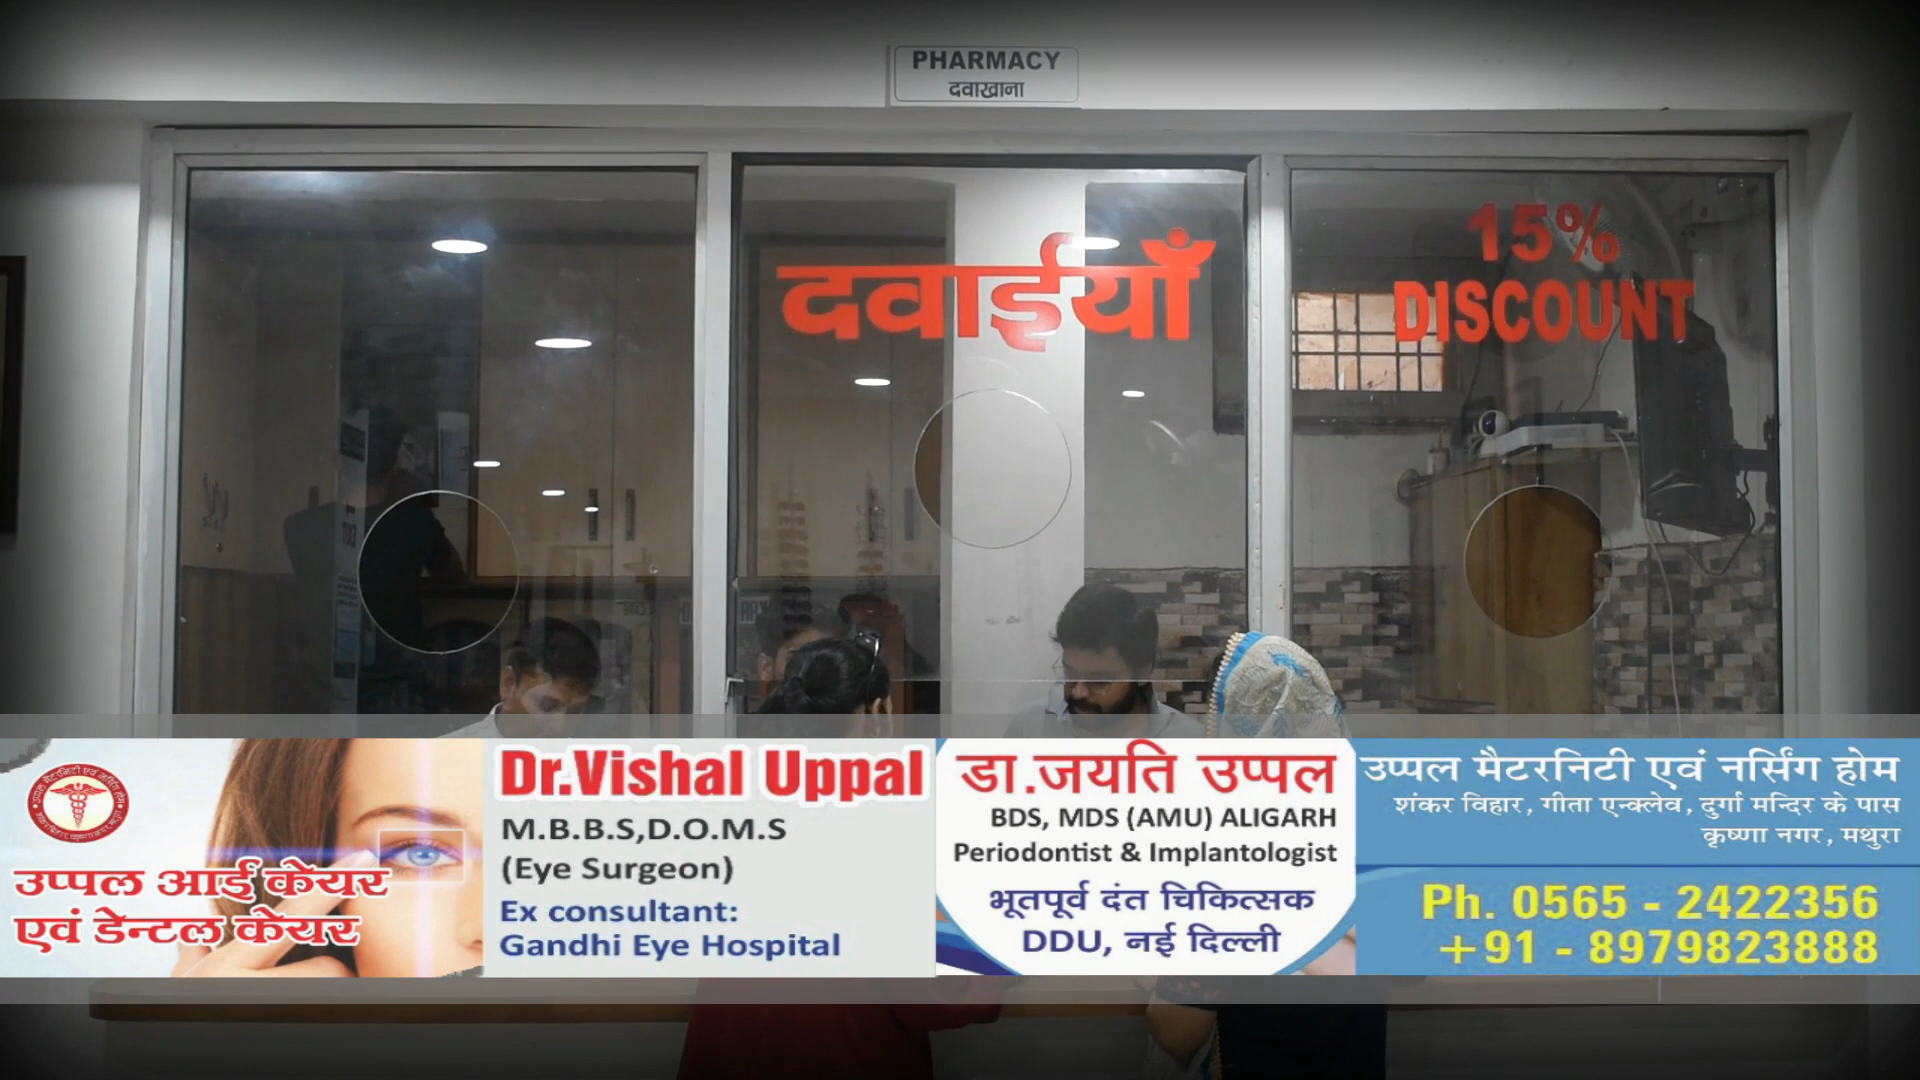 PHARMACY
दवाखाना
दवाईयाँ
15%
DISCOUNT
उप्पल आई केयर
एवं डेन्टल केयर
Dr.Vishal Uppal
M.B.B.S,D.O.M.S
(Eye Surgeon)
Ex consultant:
Gandhi Eye Hospital
डा.जयति उप्पल
BDS, MDS (AMU) ALIGARH
Periodontist & Implantologist
भूतपूर्व दंत चिकित्सक
DDU, नई दिल्ली
उप्पल मैटरनिटी एवं नर्सिंग होम
शंकर विहार, गीता एन्क्लेव, दुर्गा मन्दिर के पास
कृष्णा नगर, मथुरा
Ph. 0565 - 2422356
+91 - 8979823888